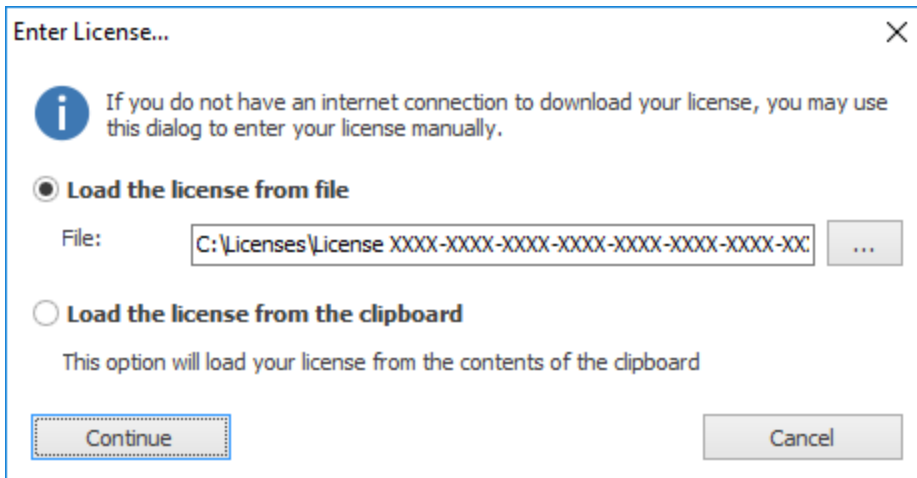 Enter License...
If you do not have an internet connection to download your license, you may use
this dialog to enter your license manually.
Load the license from file
File:
C:\Licenses\License XXXX-XXXX-XXXX-XXXX-XXXX-XXXX-XXXX-XX
...
Load the license from the clipboard
This option will load your license from the contents of the clipboard
Continue
Cancel